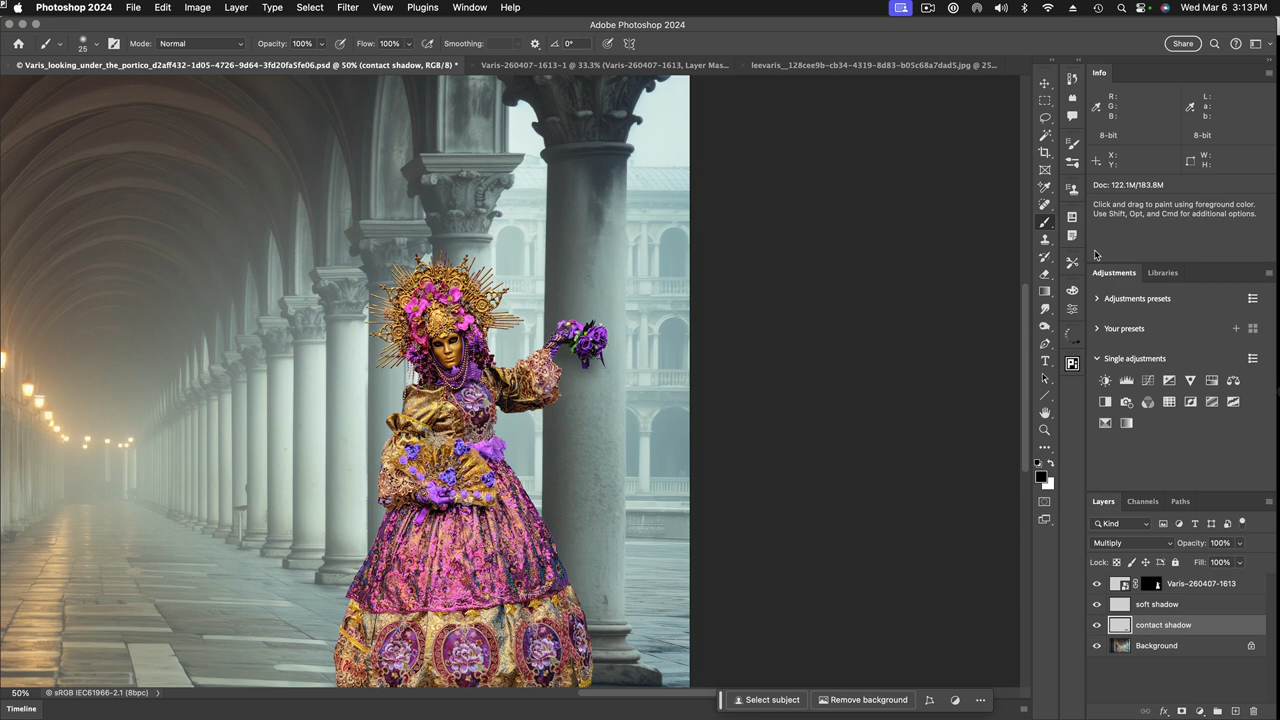 Photoshop 2024 File Edit Image Layer Type Select Filter View Plugins Window Help Wed Mar 6 3:13 PM
Adobe Photoshop 2024
25 Mode: Normal Opacity: 100% Flow: 100% Smoothing: 0° Share
© Varis_looking_under_the_portico_d2aff432-1d05-4726-9d64-3fd20fa5fe06.psd @ 50% (contact shadow, RGB/8) *
Varis-260407-1613-1 @ 33.3% (Varis-260407-1613, Layer Mas...
leevaris__128cee9b-cb34-4319-8d83-b05c68a7dad5.jpg @ 25...
Info
R: L:
G: a:
B: b:
8-bit 8-bit
X: W:
Y: H:
Doc: 122.1M/183.8M
Click and drag to paint using foreground color.
Use Shift, Opt, and Cmd for additional options.
Adjustments Libraries
Adjustments presets
Your presets
Single adjustments
Layers Channels Paths
Kind
Multiply Opacity: 100%
Lock: Fill: 100%
Varis-260407-1613
soft shadow
contact shadow
Background
50% © sRGB IEC61966-2.1 (8bpc)
Select subject Remove background
Timeline